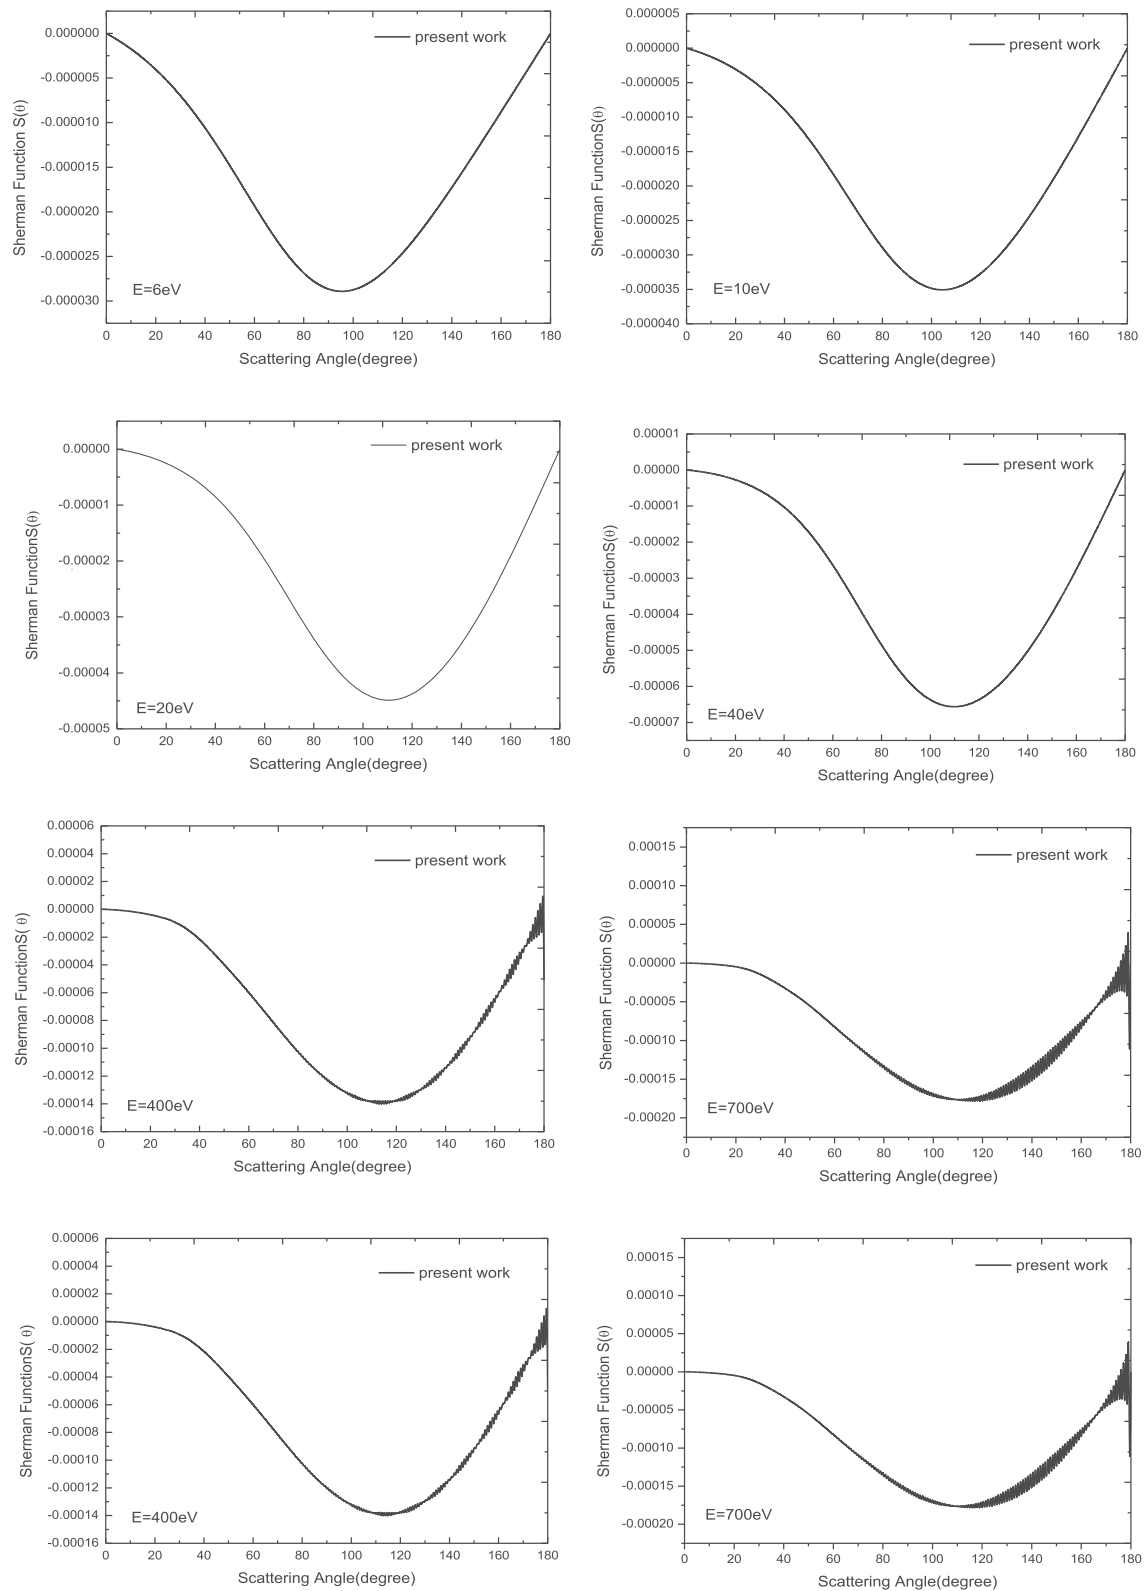 present work
0.000000
-0.000005
-0.000010
-0.000015
-0.000020
-0.000025
-0.000030
Sherman Function S(θ)
E=6eV
0 20 40 60 80 100 120 140 160 180
Scattering Angle(degree)
0.000005
present work
0.000000
-0.000005
-0.000010
-0.000015
-0.000020
-0.000025
-0.000030
-0.000035
-0.000040
Sherman FunctionS(θ)
E=10eV
0 20 40 60 80 100 120 140 160 180
Scattering Angle(degree)
present work
0.00000
-0.00001
-0.00002
-0.00003
-0.00004
-0.00005
Sherman FunctionS(θ)
E=20eV
0 20 40 60 80 100 120 140 160 180
Scattering Angle(degree)
0.00001
present work
0.00000
-0.00001
-0.00002
-0.00003
-0.00004
-0.00005
-0.00006
-0.00007
Sherman FunctionS(θ)
E=40eV
0 20 40 60 80 100 120 140 160 180
Scattering Angle(degree)
0.00006
0.00004
present work
0.00002
0.00000
-0.00002
-0.00004
-0.00006
-0.00008
-0.00010
-0.00012
-0.00014
-0.00016
Sherman FunctionS( θ)
E=400eV
0 20 40 60 80 100 120 140 160 180
Scattering Angle(degree)
0.00015
present work
0.00010
0.00005
0.00000
-0.00005
-0.00010
-0.00015
-0.00020
Sherman Function S(θ)
E=700eV
0 20 40 60 80 100 120 140 160 180
Scattering Angle(degree)
0.00006
0.00004
present work
0.00002
0.00000
-0.00002
-0.00004
-0.00006
-0.00008
-0.00010
-0.00012
-0.00014
-0.00016
Sherman FunctionS( θ)
E=400eV
0 20 40 60 80 100 120 140 160 180
Scattering Angle(degree)
0.00015
present work
0.00010
0.00005
0.00000
-0.00005
-0.00010
-0.00015
-0.00020
Sherman Function S(θ)
E=700eV
0 20 40 60 80 100 120 140 160 180
Scattering Angle(degree)